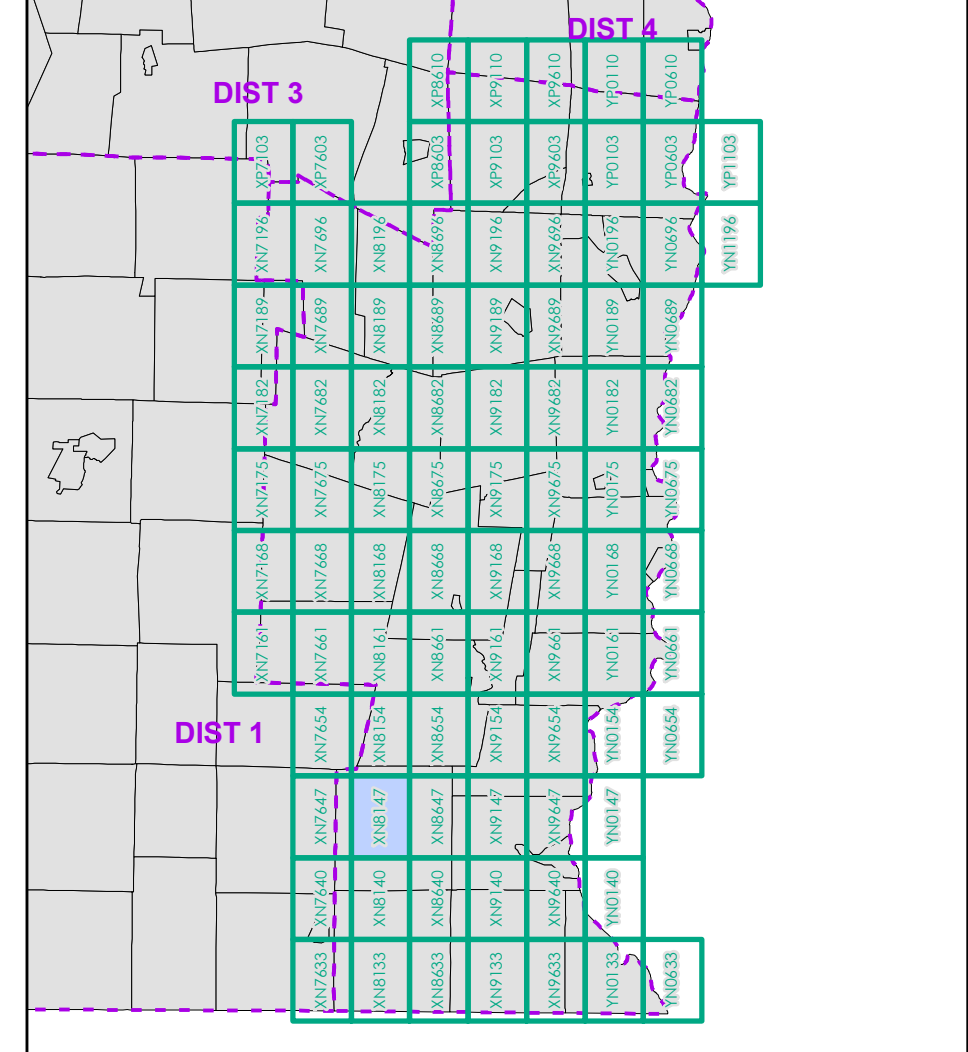 DIST 4
DIST 3
XP8610
XP9110
XP9610
YP0110
YP0610
XP7103
XP7603
XP8603
XP9103
XP9603
YP0103
YP0603
YP1103
XN7196
XN7696
XN8196
XN8696
XN9196
XN9696
YN0196
YN0696
YN1196
XN7189
XN7689
XN8189
XN8689
XN9189
XN9689
YN0189
YN0689
XN7182
XN7682
XN8182
XN8682
XN9182
XN9682
YN0182
YN0682
XN7175
XN7675
XN8175
XN8675
XN9175
XN9675
YN0175
YN0675
XN7168
XN7668
XN8168
XN8668
XN9168
XN9668
YN0168
YN0668
XN7161
XN7661
XN8161
XN8661
XN9161
XN9661
YN0161
YN0661
DIST 1
XN7654
XN8154
XN8654
XN9154
XN9654
YN0154
YN0654
XN7647
XN8147
XN8647
XN9147
XN9647
YN0147
XN7640
XN8140
XN8640
XN9140
XN9640
YN0140
XN7633
XN8133
XN8633
XN9133
XN9633
YN0133
YN0633